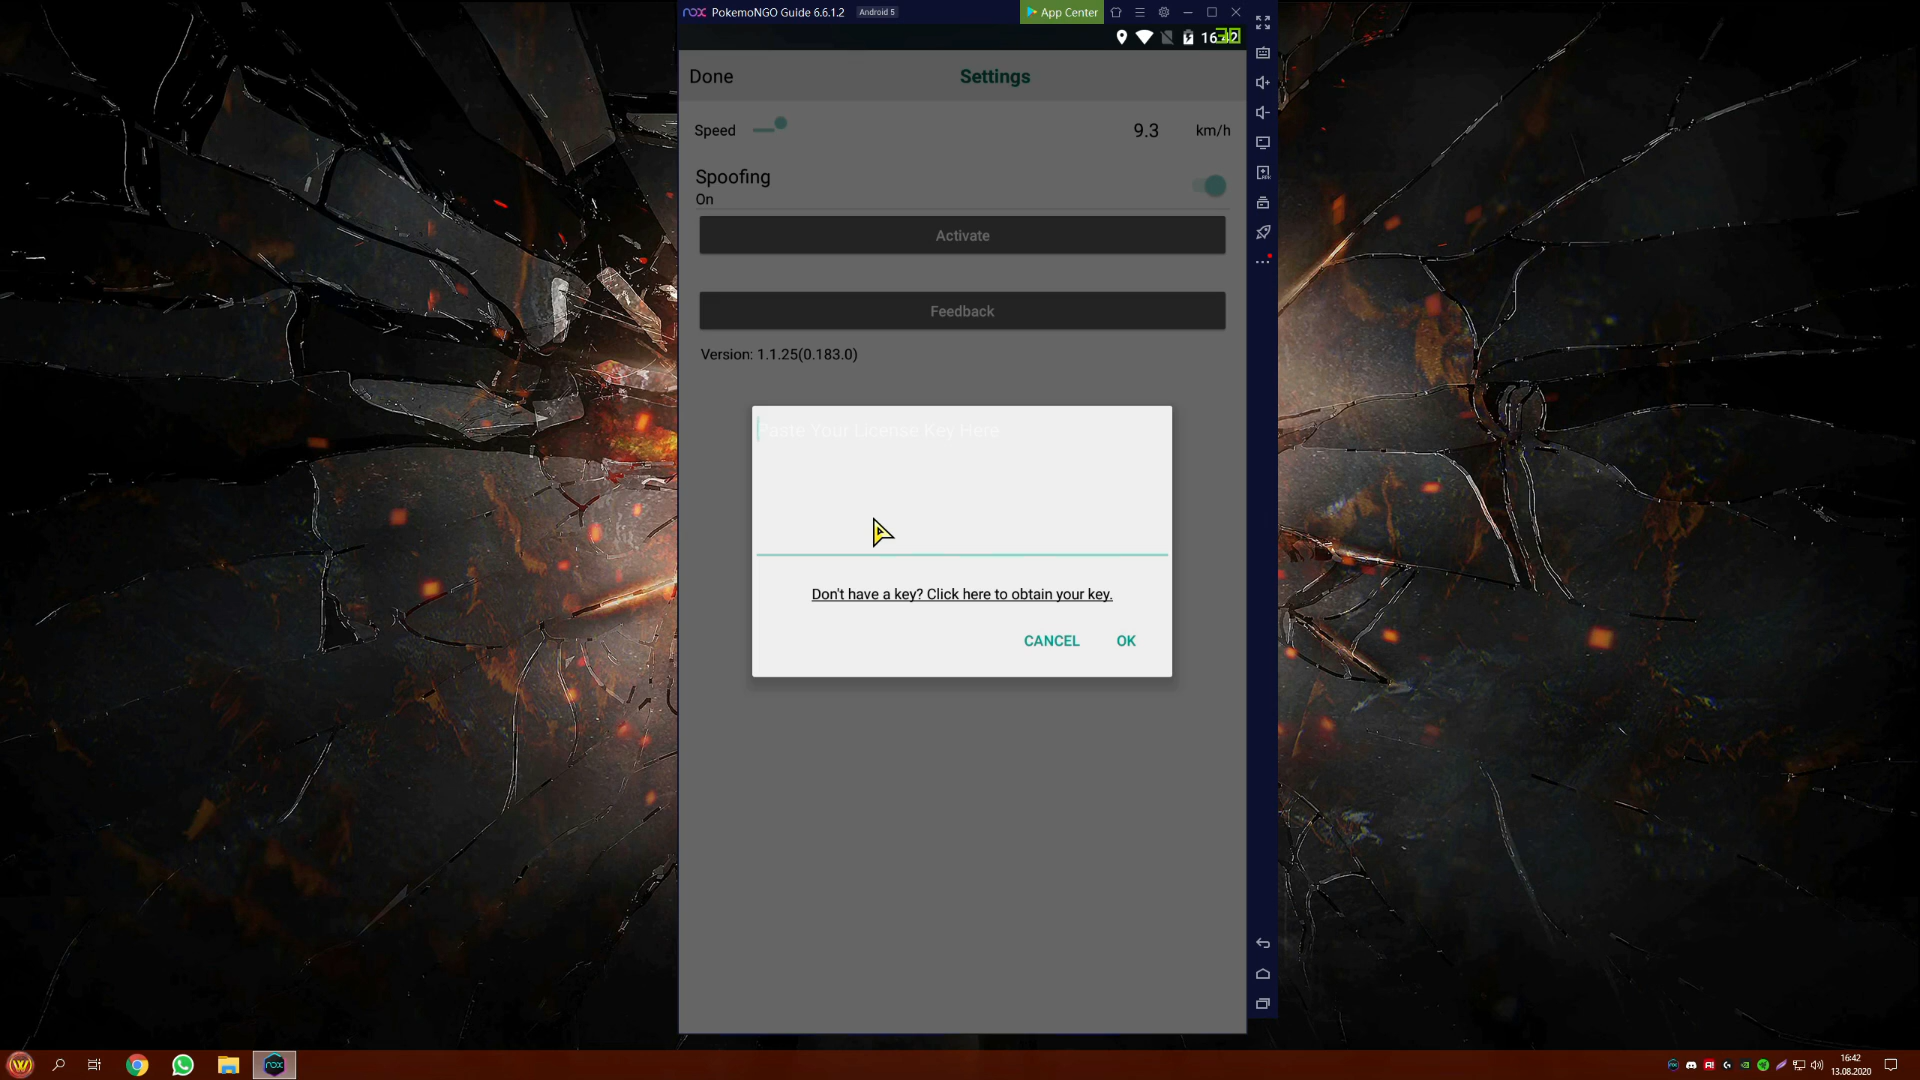 nox PokemoNGO Guide 6.6.1.2 Android 5 App Center
Done Settings
Speed 9.3 km/h
Spoofing
On
Activate
Feedback
Version: 1.1.25(0.183.0)
Paste Your License Key Here
Don't have a key? Click here to obtain your key.
CANCEL OK
nox
16:42
13.08.2020